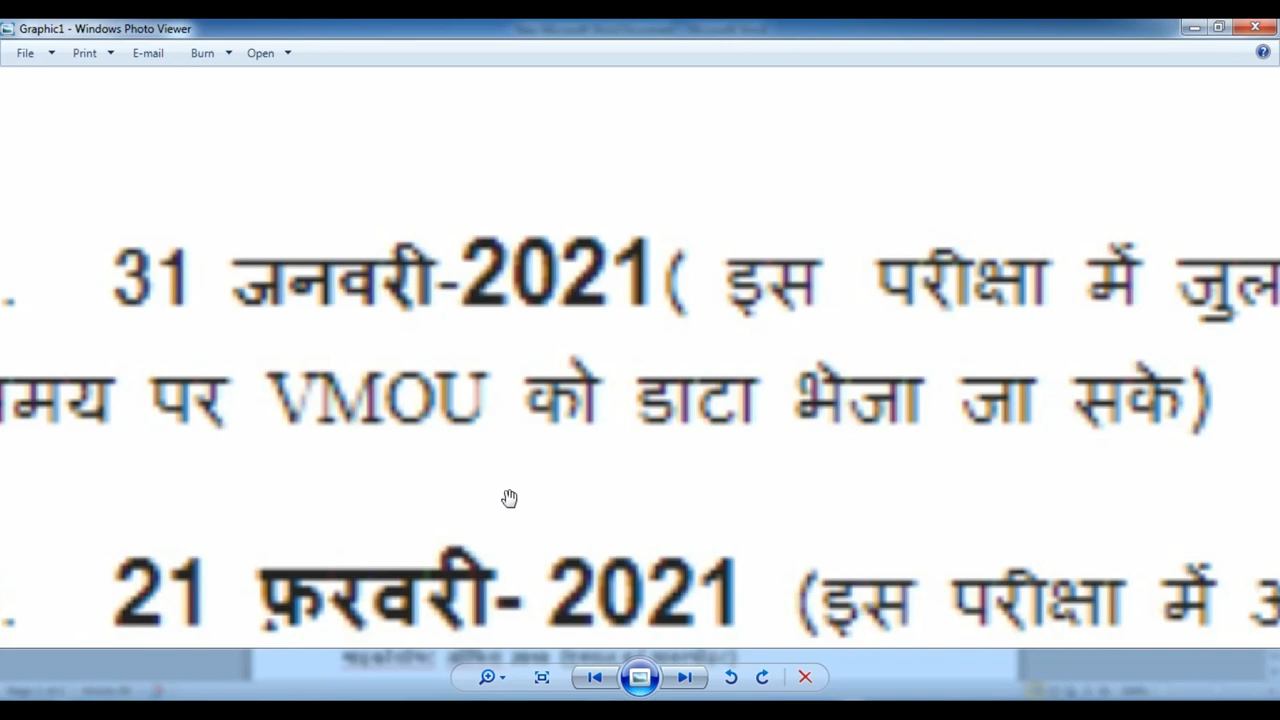 Graphic1 - Windows Photo Viewer
File Print E-mail Burn Open
. 31 जनवरी-2021( इस परीक्षा में
पर VMOU को डाटा भेजा जा सके)
. 21 फ़रवरी- 2021 (इस परीक्षा में